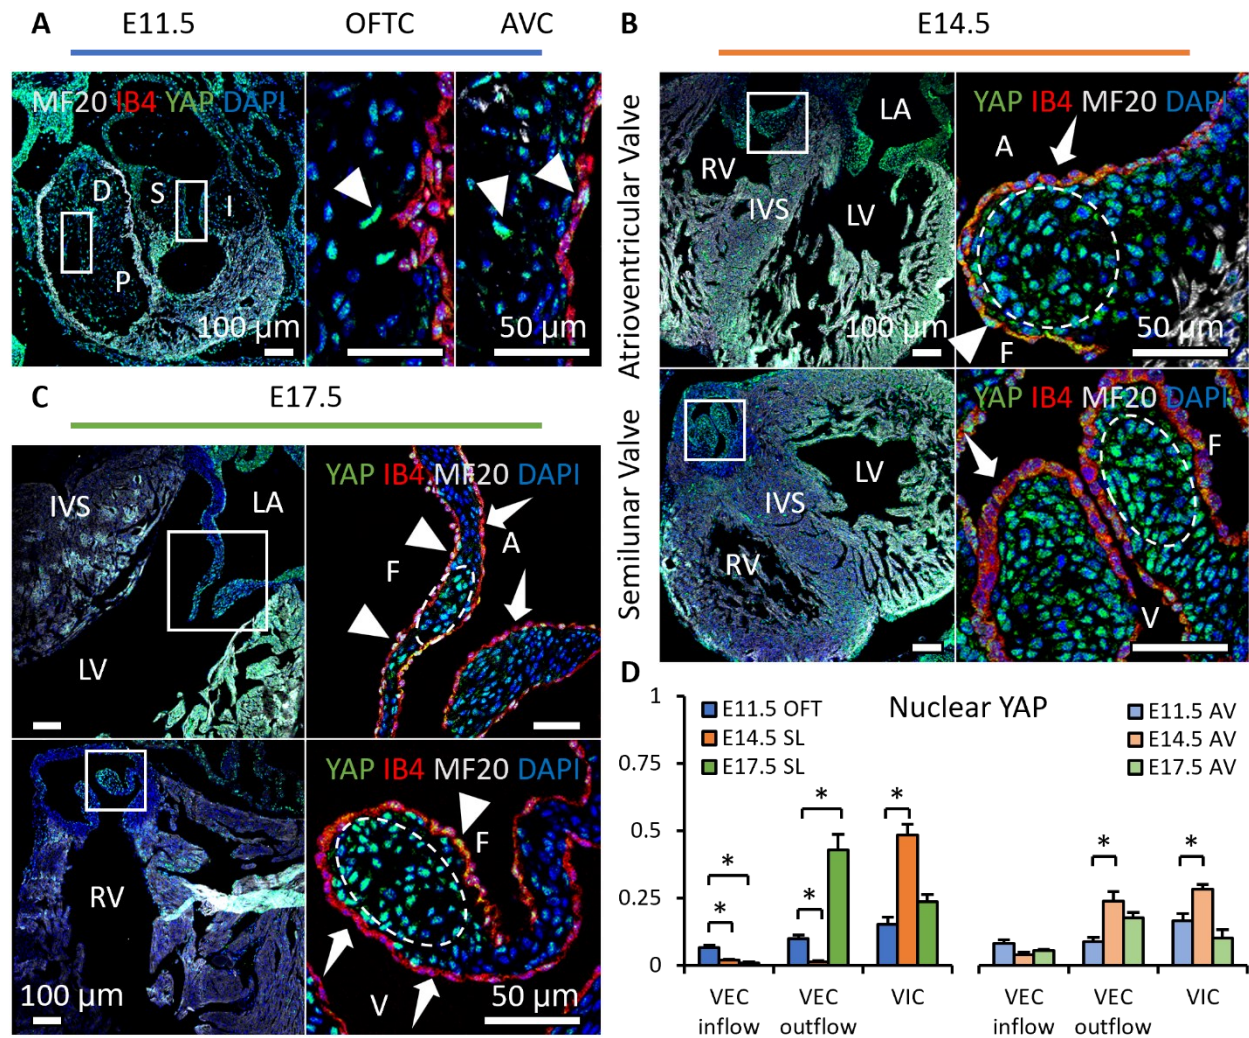 A
E11.5
OFTC
AVC
MF20 IB4 YAP DAPI
D
S
I
P
100 µm
50 µm
B
E14.5
Atrioventricular Valve
RV
IVS
LA
LV
100 µm
YAP IB4 MF20 DAPI
A
F
50 µm
Semilunar Valve
LV
IVS
RV
YAP IB4 MF20 DAPI
F
V
C
E17.5
IVS
LA
LV
YAP IB4 MF20 DAPI
A
F
RV
100 µm
YAP IB4 MF20 DAPI
F
V
50 µm
D
Nuclear YAP
E11.5 OFT
E14.5 SL
E17.5 SL
E11.5 AV
E14.5 AV
E17.5 AV
1
0.75
0.5
0.25
0
* * * * * * *
VEC inflow
VEC outflow
VIC
VEC inflow
VEC outflow
VIC